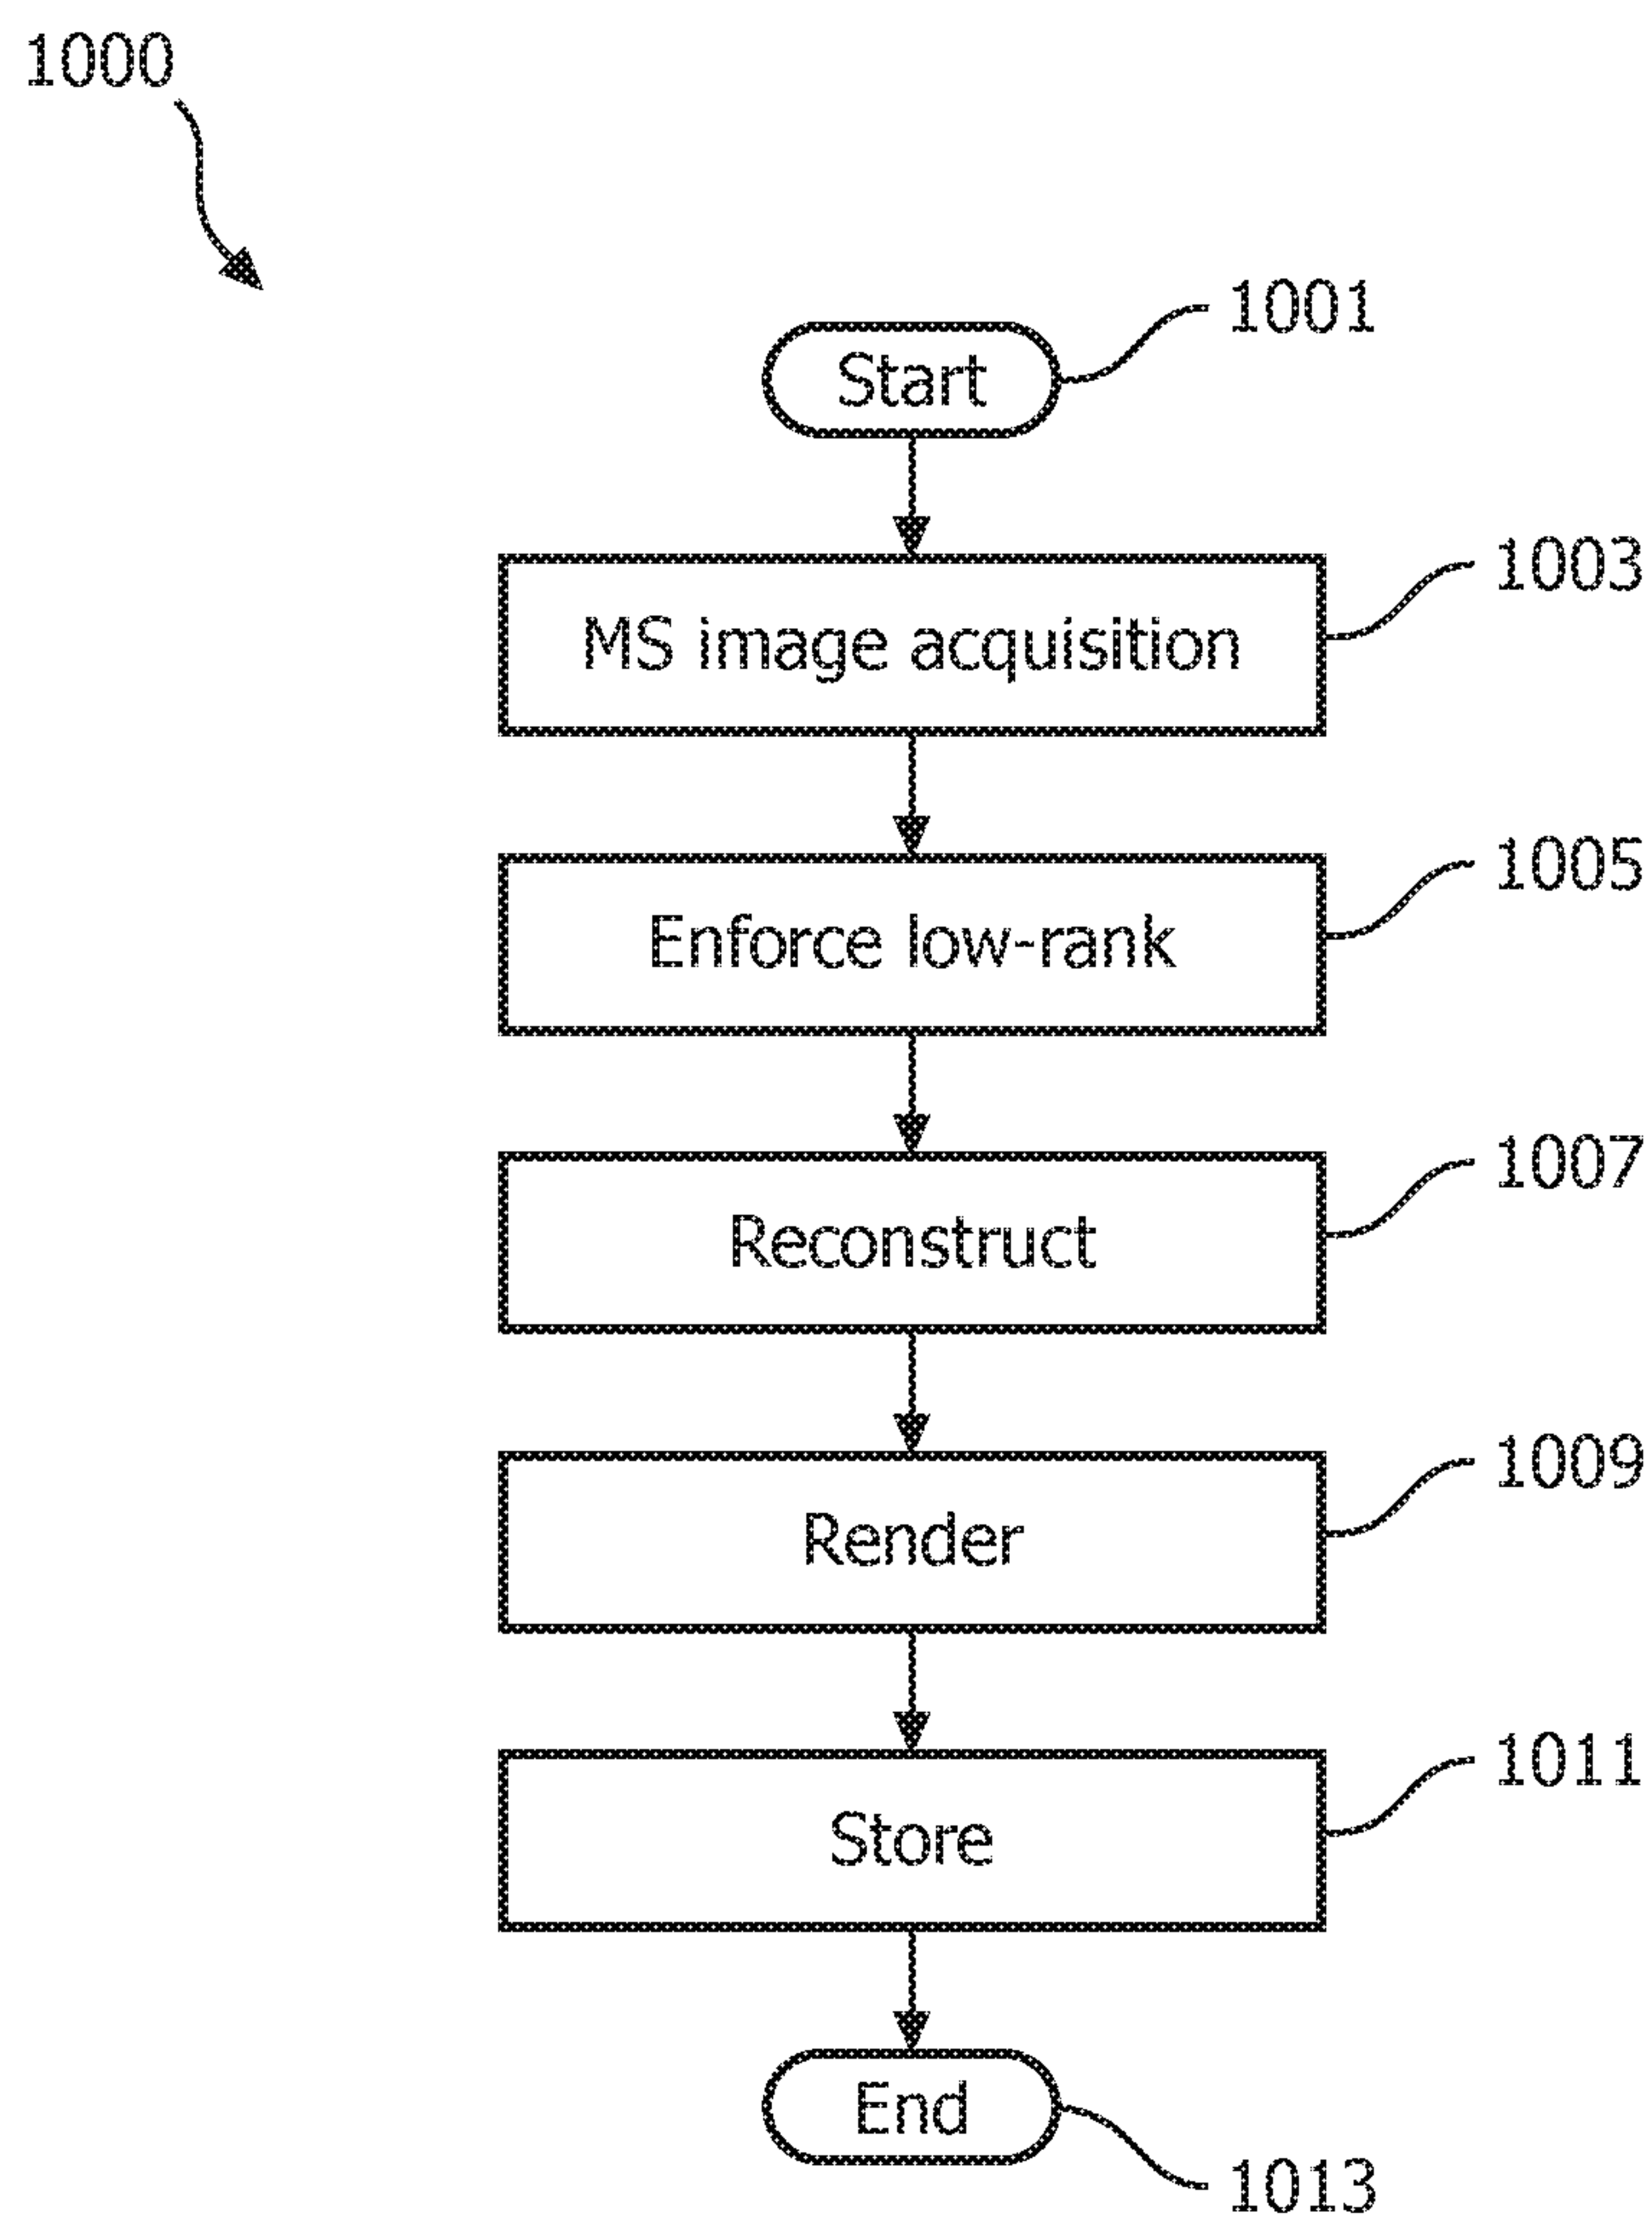 1000
1001
Start
1003
MS image acquisition
1005
Enforce low-rank
1007
Reconstruct
1009
Render
1011
Store
End
1013